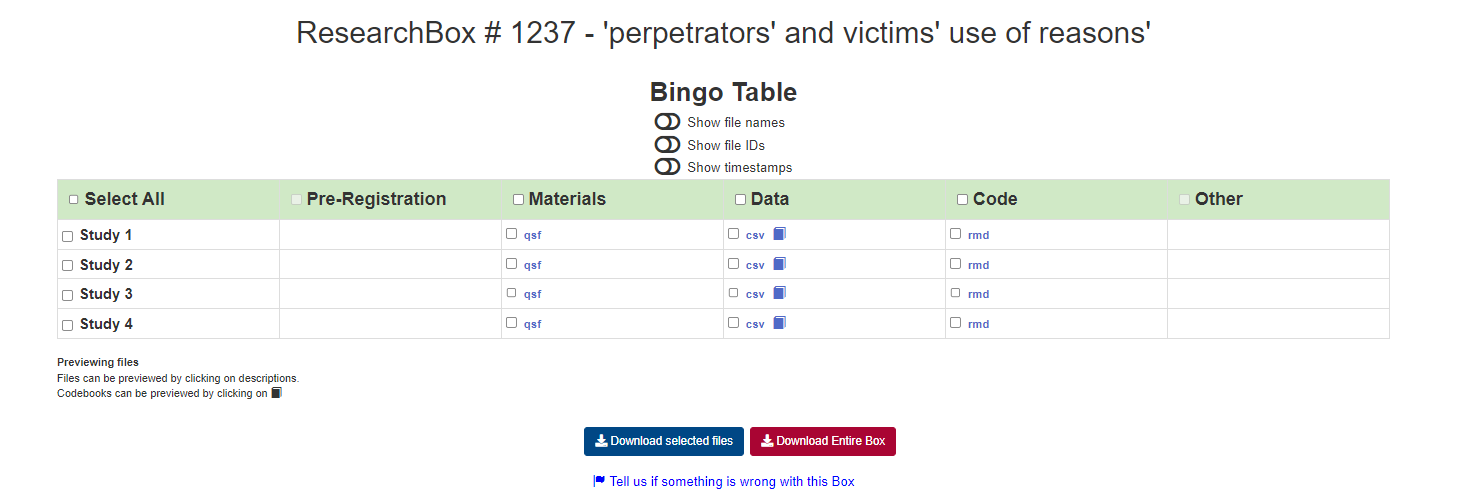 ResearchBox # 1237 - 'perpetrators' and victims' use of reasons'
Bingo Table
Show file names
Show file IDs
Show timestamps
Select All Pre-Registration Materials Data Code Other
Study 1 qsf csv rmd
Study 2 qsf csv rmd
Study 3 qsf csv rmd
Study 4 qsf csv rmd
Previewing files
Files can be previewed by clicking on descriptions.
Codebooks can be previewed by clicking on
Download selected files Download Entire Box
Tell us if something is wrong with this Box